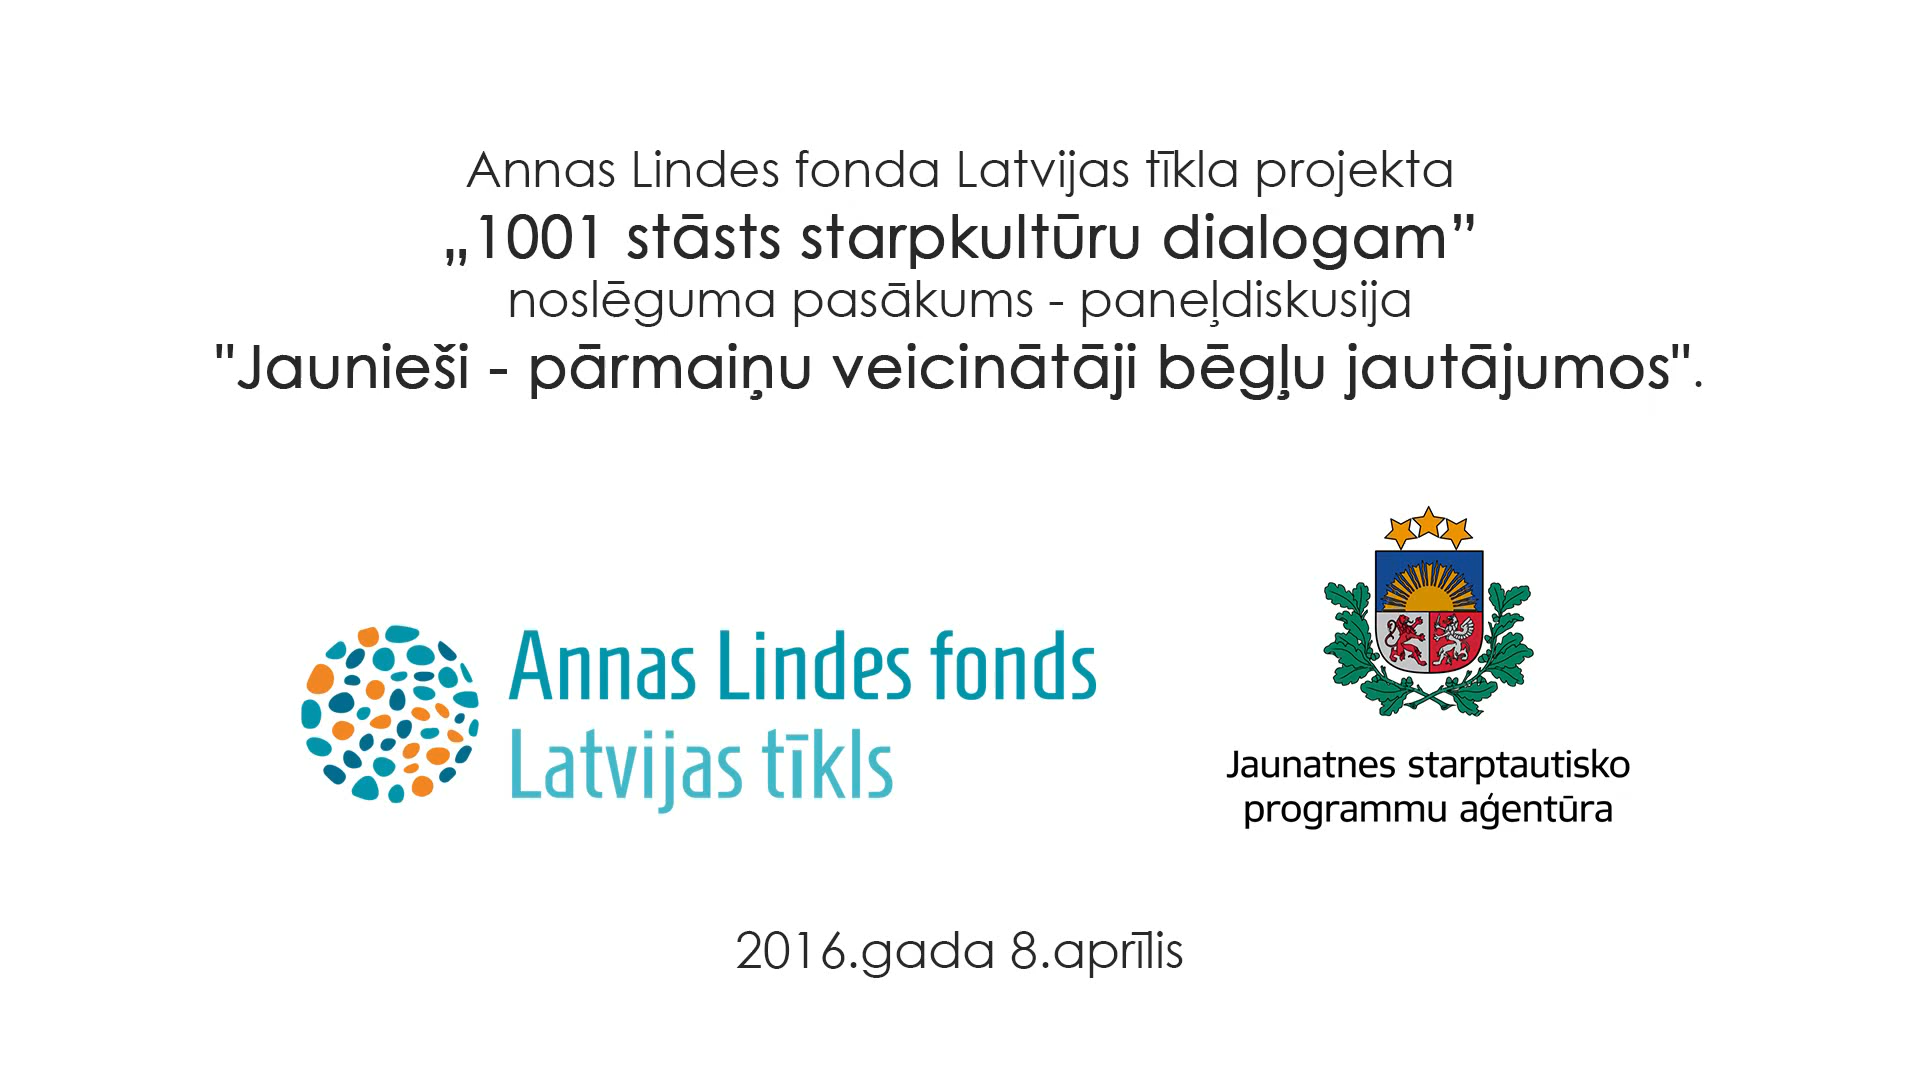 Annas Lindes fonda Latvijas tīkla projekta
„1001 stāsts starpkultūru dialogam”
noslēguma pasākums - paneļdiskusija
"Jaunieši - pārmaiņu veicinātāji bēgļu jautājumos".
Annas Lindes fonds
Latvijas tīkls
Jaunatnes starptautisko
programmu aģentūra
2016.gada 8.aprīlis